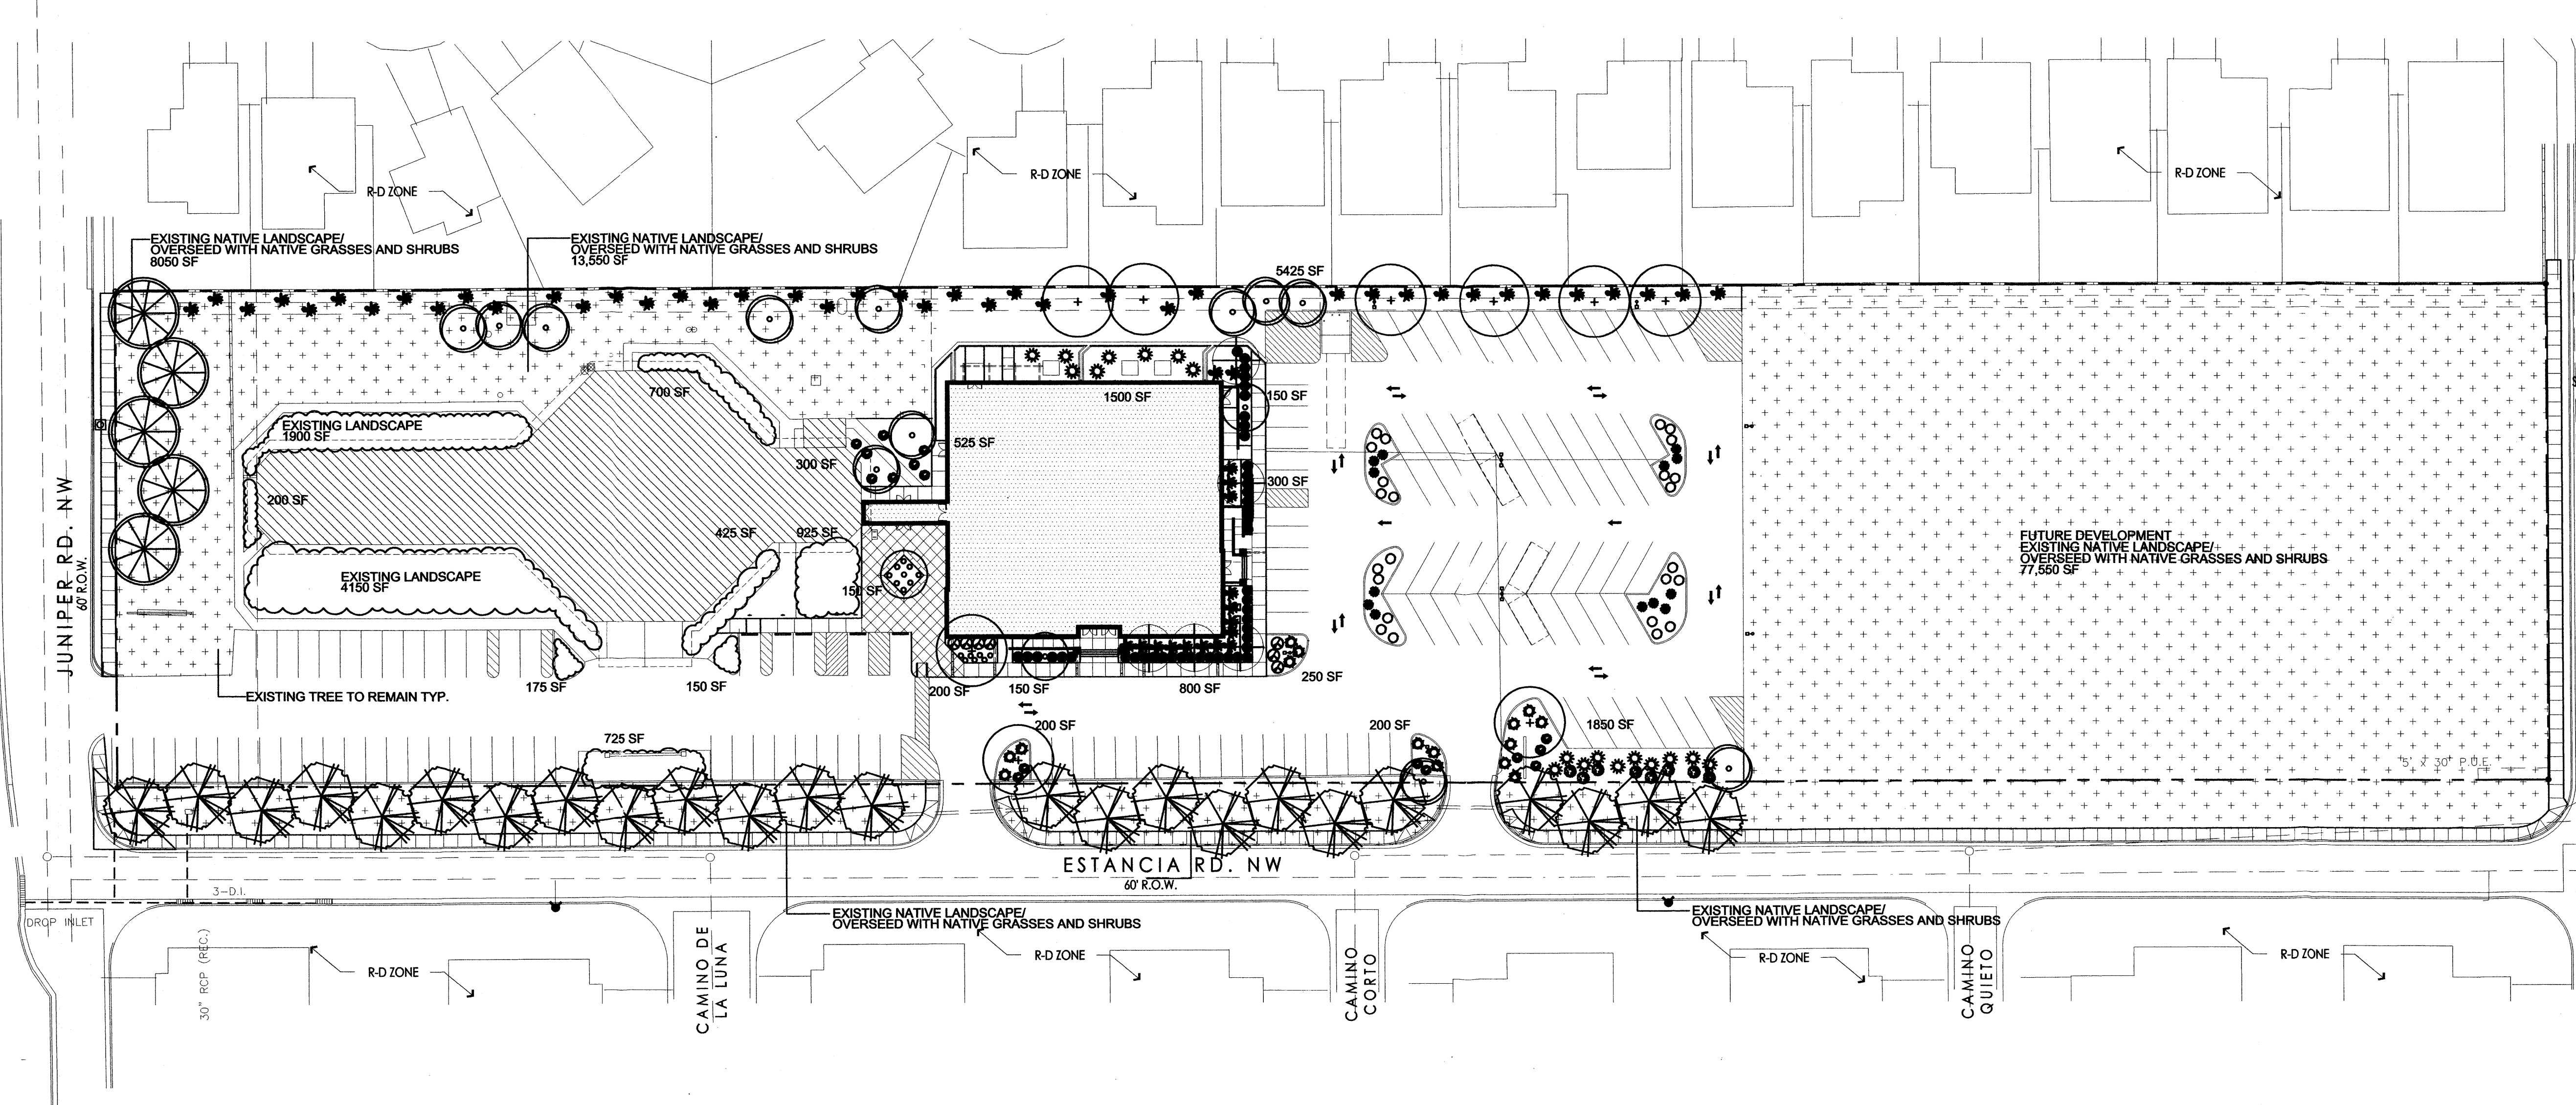 R-D ZONE
R-D ZONE
R-D ZONE
EXISTING NATIVE LANDSCAPE/
OVERSEED WITH NATIVE GRASSES AND SHRUBS
8050 SF
EXISTING NATIVE LANDSCAPE/
OVERSEED WITH NATIVE GRASSES AND SHRUBS
13,550 SF
5425 SF
700 SF
1500 SF
150 SF
EXISTING LANDSCAPE
1900 SF
525 SF
300 SF
300 SF
200 SF
JUNIPER RD. NW
60' R.O.W.
425 SF
925 SF
FUTURE DEVELOPMENT
EXISTING NATIVE LANDSCAPE/
OVERSEED WITH NATIVE GRASSES AND SHRUBS
77,550 SF
EXISTING LANDSCAPE
4150 SF
150 SF
EXISTING TREE TO REMAIN TYP.
175 SF
150 SF
200 SF
150 SF
800 SF
250 SF
725 SF
200 SF
200 SF
1850 SF
5' X 30' P.U.E.
ESTANCIA RD. NW
60' R.O.W.
3-D.I.
DROP INLET
30" RCP (REC.)
EXISTING NATIVE LANDSCAPE/
OVERSEED WITH NATIVE GRASSES AND SHRUBS
EXISTING NATIVE LANDSCAPE/
OVERSEED WITH NATIVE GRASSES AND SHRUBS
R-D ZONE
CAMINO DE
LA LUNA
R-D ZONE
CAMINO
CORTO
R-D ZONE
CAMINO
QUIETO
R-D ZONE